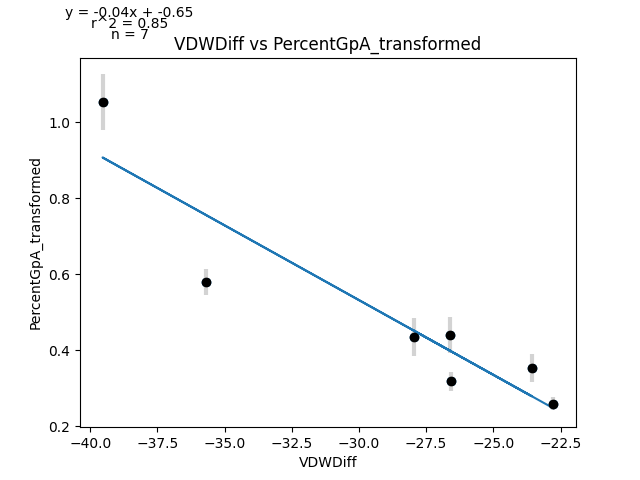 y = -0.04x + -0.65
r^2 = 0.85
n = 7
VDWDiff vs PercentGpA_transformed
PercentGpA_transformed
1.0
0.8
0.6
0.4
0.2
−40.0 −37.5 −35.0 −32.5 −30.0 −27.5 −25.0 −22.5
VDWDiff